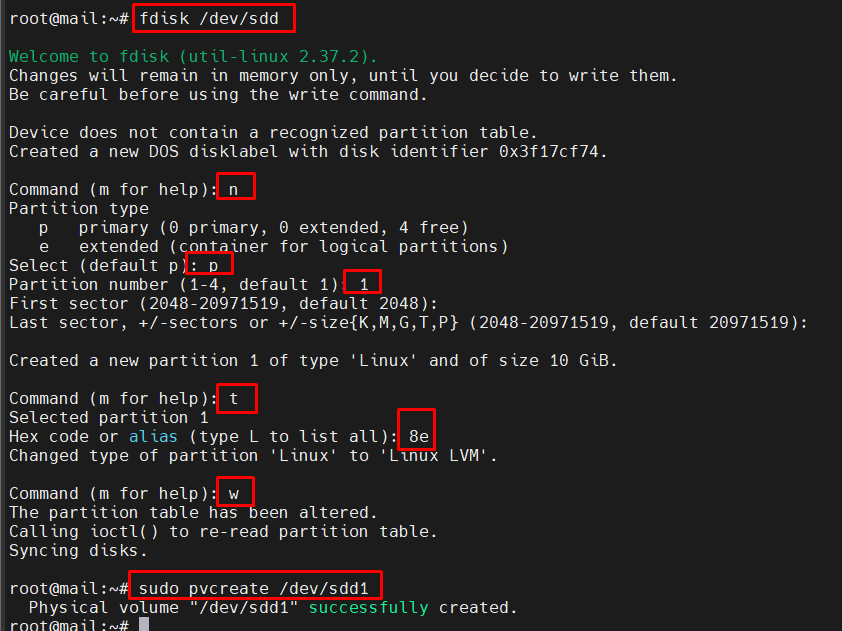 root@mail:~# fdisk /dev/sdd
Welcome to fdisk (util-linux 2.37.2).
Changes will remain in memory only, until you decide to write them.
Be careful before using the write command.
Device does not contain a recognized partition table.
Created a new DOS disklabel with disk identifier 0x3f17cf74.
Command (m for help): n
Partition type
   p   primary (0 primary, 0 extended, 4 free)
   e   extended (container for logical partitions)
Select (default p): p
Partition number (1-4, default 1): 1
First sector (2048-20971519, default 2048):
Last sector, +/-sectors or +/-size{K,M,G,T,P} (2048-20971519, default 20971519):
Created a new partition 1 of type 'Linux' and of size 10 GiB.
Command (m for help): t
Selected partition 1
Hex code or alias (type L to list all): 8e
Changed type of partition 'Linux' to 'Linux LVM'.
Command (m for help): w
The partition table has been altered.
Calling ioctl() to re-read partition table.
Syncing disks.
root@mail:~# sudo pvcreate /dev/sdd1
  Physical volume "/dev/sdd1" successfully created.
root@mail:~#